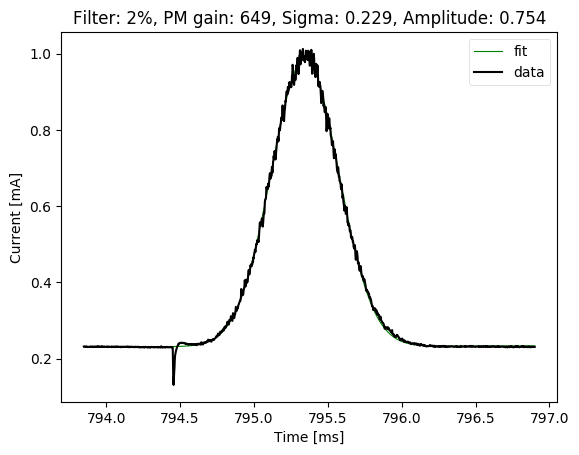 Filter: 2%, PM gain: 649, Sigma: 0.229, Amplitude: 0.754
fit
data
Current [mA]
1.0
0.8
0.6
0.4
0.2
794.0 794.5 795.0 795.5 796.0 796.5 797.0
Time [ms]